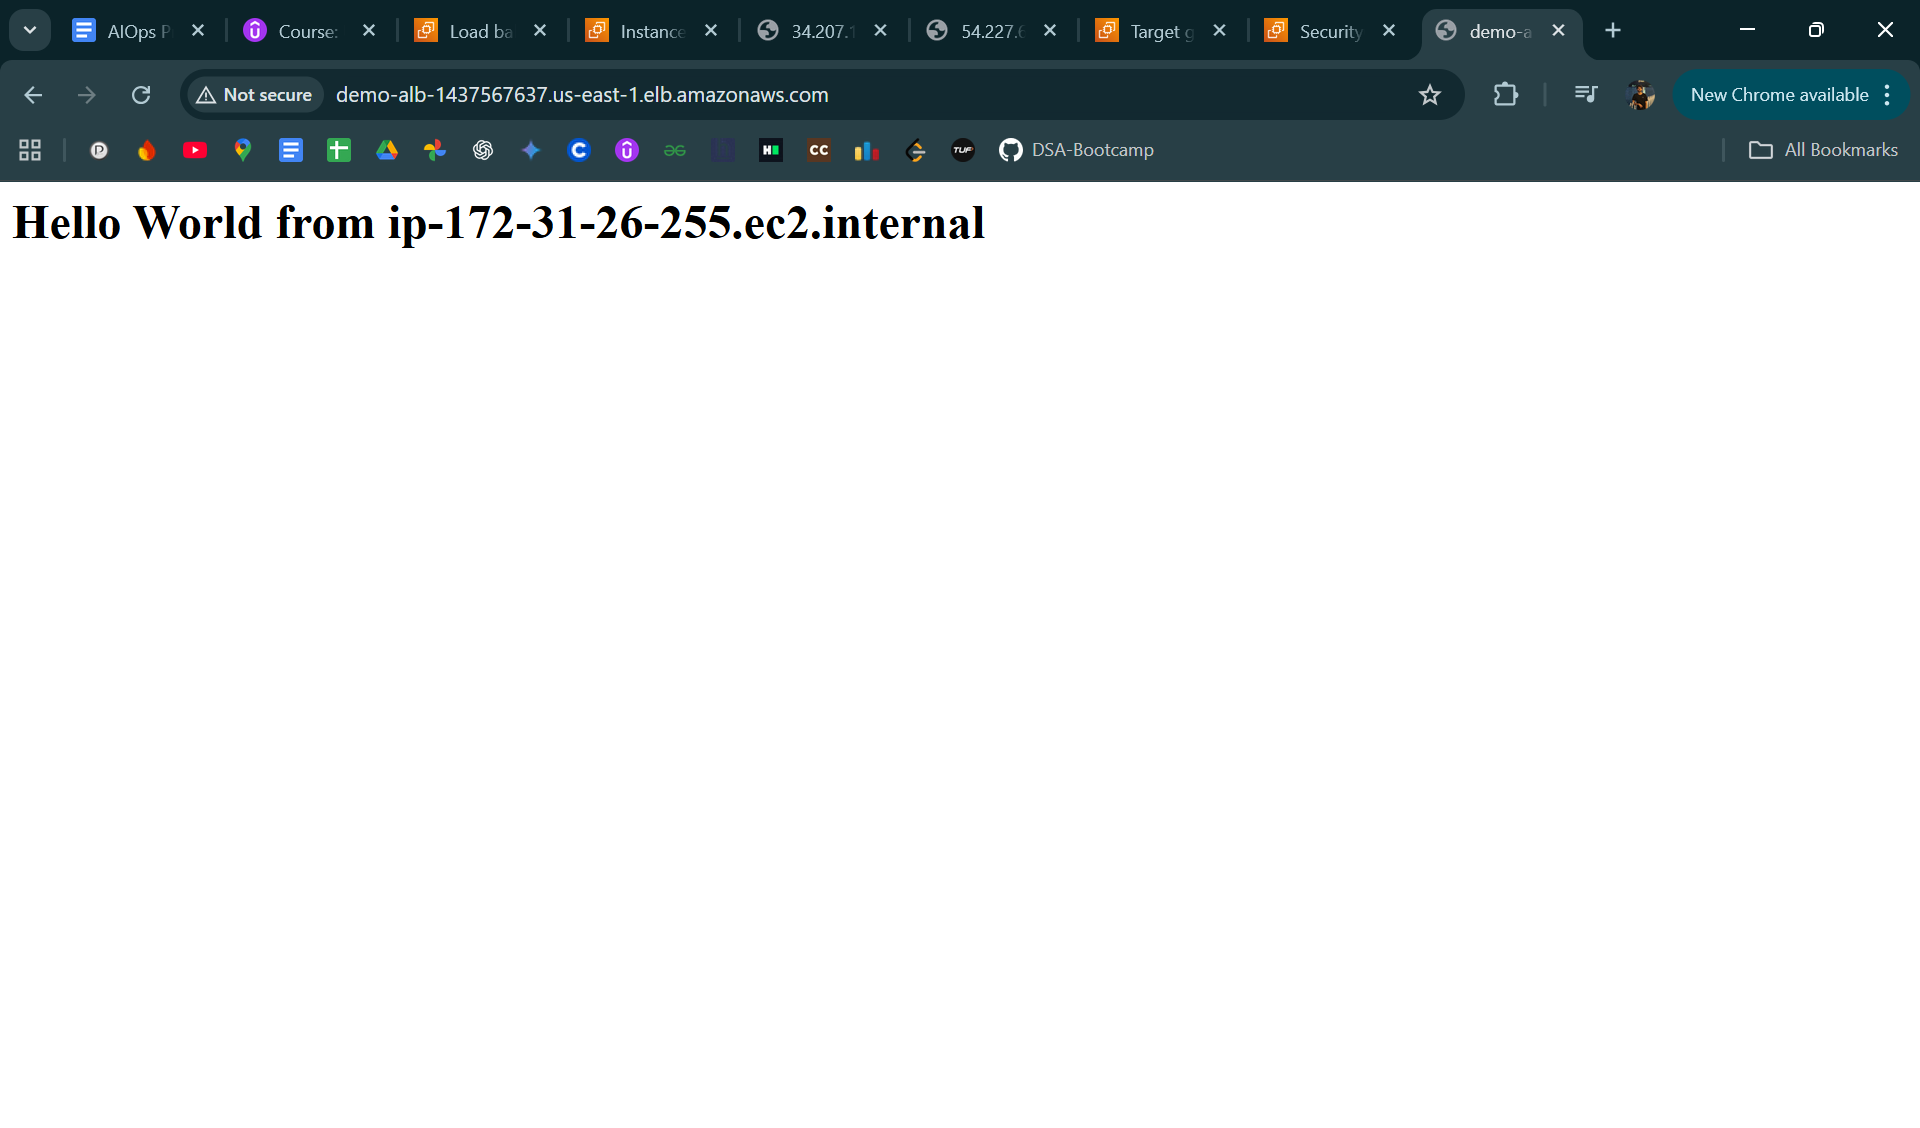 AIOps P
Course:
Load ba
Instance
34.207.1
54.227.6
Target g
Security
demo-a
Not secure
demo-alb-1437567637.us-east-1.elb.amazonaws.com
New Chrome available
DSA-Bootcamp
All Bookmarks
Hello World from ip-172-31-26-255.ec2.internal